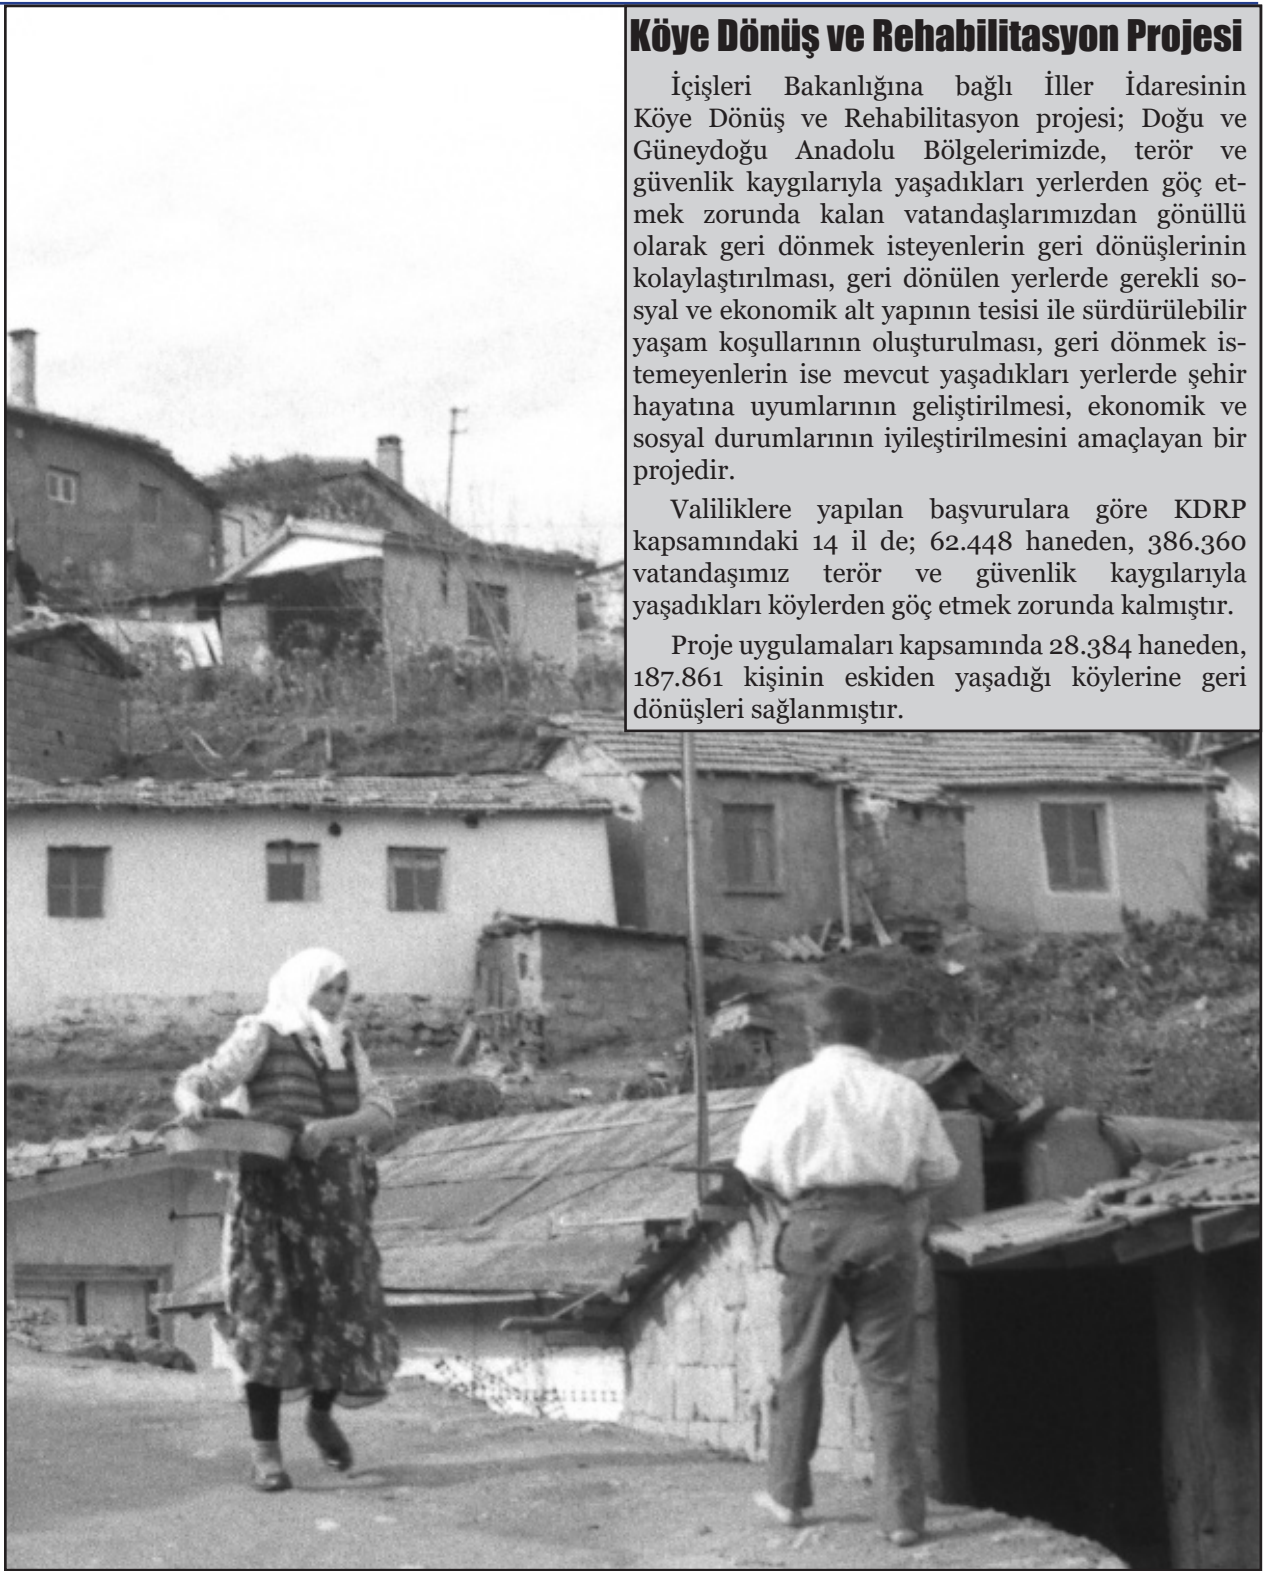 Köye Dönüş ve Rehabilitasyon Projesi
İçişleri Bakanlığına bağlı İller İdaresinin
Köye Dönüş ve Rehabilitasyon projesi; Doğu ve
Güneydoğu Anadolu Bölgelerimizde, terör ve
güvenlik kaygılarıyla yaşadıkları yerlerden göç et-
mek zorunda kalan vatandaşlarımızdan gönüllü
olarak geri dönmek isteyenlerin geri dönüşlerinin
kolaylaştırılması, geri dönülen yerlerde gerekli so-
syal ve ekonomik alt yapının tesisi ile sürdürülebilir
yaşam koşullarının oluşturulması, geri dönmek is-
temeyenlerin ise mevcut yaşadıkları yerlerde şehir
hayatına uyumlarının geliştirilmesi, ekonomik ve
sosyal durumlarının iyileştirilmesini amaçlayan bir
projedir.
Valiliklere yapılan başvurulara göre KDRP
kapsamındaki 14 il de; 62.448 haneden, 386.360
vatandaşımız terör ve güvenlik kaygılarıyla
yaşadıkları köylerden göç etmek zorunda kalmıştır.
Proje uygulamaları kapsamında 28.384 haneden,
187.861 kişinin eskiden yaşadığı köylerine geri
dönüşleri sağlanmıştır.